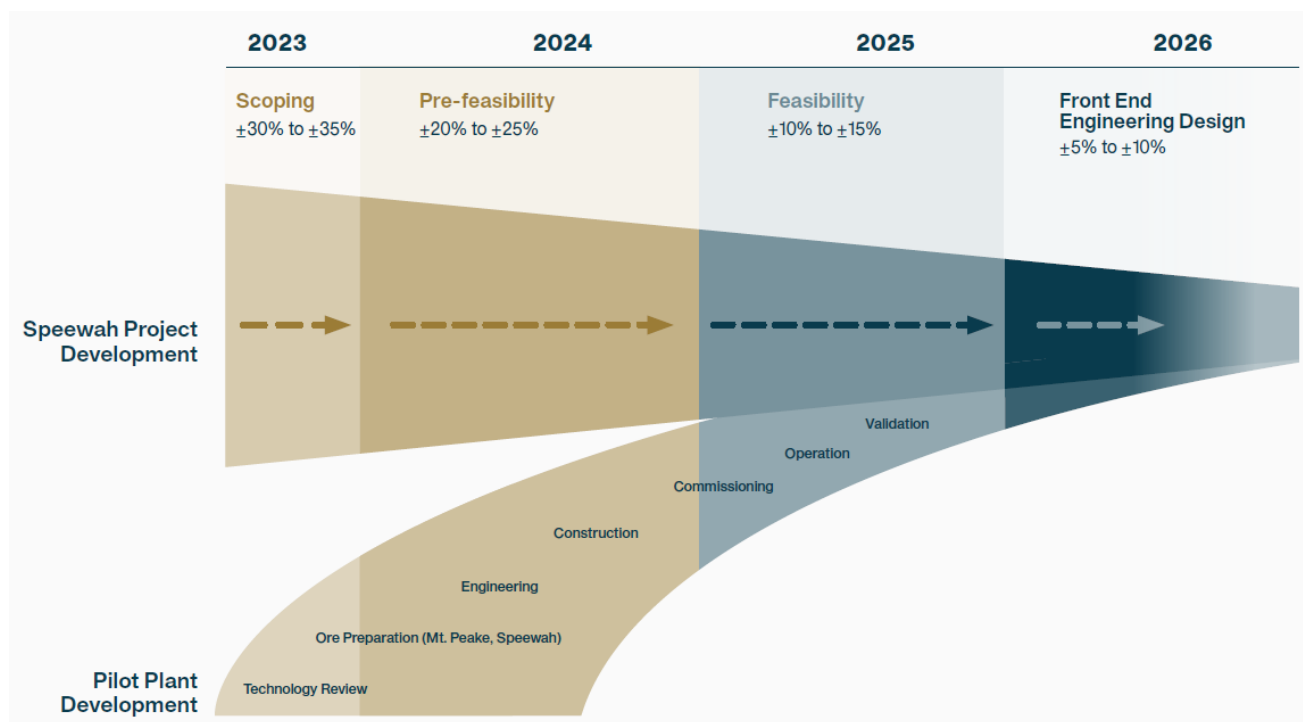 2023
2024
2025
2026
Scoping
±30% to ±35%
Pre-feasibility
±20% to ±25%
Feasibility
±10% to ±15%
Front End
Engineering Design
±5% to ±10%
Speewah Project
Development
Validation
Operation
Commissioning
Construction
Engineering
Ore Preparation (Mt. Peake, Speewah)
Technology Review
Pilot Plant
Development